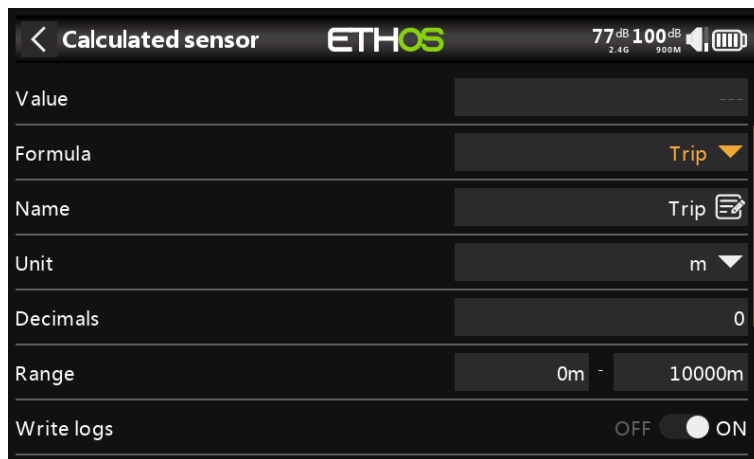 Calculated sensor ETHOS 77dB 2.4G 100dB 900M
Value ---
Formula Trip
Name Trip
Unit m
Decimals 0
Range 0m - 10000m
Write logs OFF ON